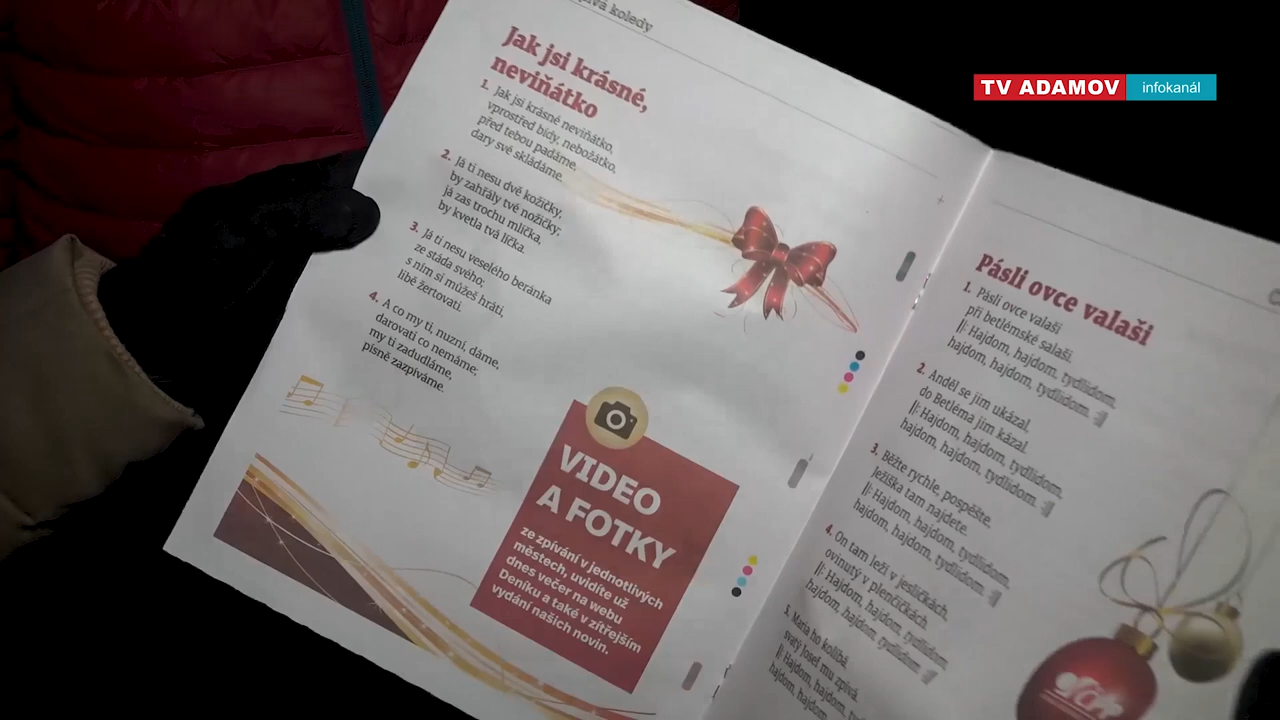 TV ADAMOV infokanál
zpívá koledy
Jak jsi krásné,
neviňátko
1. Jak jsi krásné neviňátko,
vprostřed bídy, nebožátko,
před tebou padáme,
dary své skládáme.
2. Já ti nesu dvě kožičky,
by zahřály tvé nožičky;
já zas trochu mlíčka,
by kvetla tvá líčka.
3. Já ti nesu veselého beránka
ze stáda svého;
s ním si můžeš hráti,
libě žertovati.
4. A co my ti, nuzní, dáme,
darovati co nemáme;
my ti zadudláme,
písně zazpíváme.
VIDEO
A FOTKY
ze zpívání v jednotlivých
městech, uvidíte už
dnes večer na webu
Deníku a také v zítřejším
vydání našich novin.
Pásli ovce valaši
1. Pásli ovce valaši
při betlémské salaši.
||: Hajdom, hajdom, tydlidom,
hajdom, hajdom, tydlidom. :||
2. Anděl se jim ukázal,
do Betléma jim kázal.
||: Hajdom, hajdom, tydlidom,
hajdom, hajdom, tydlidom. :||
3. Běžte rychle, pospěšte,
Ježíška tam najdete.
||: Hajdom, hajdom, tydlidom,
hajdom, hajdom, tydlidom. :||
4. On tam leží v jesličkách,
ovinutý v plenčičkách.
||: Hajdom, hajdom, tydlidom,
hajdom, hajdom, tydlidom. :||
5. Maria ho kolíbá,
svatý Josef mu zpívá.
||: Hajdom, hajdom,
hajdom, hajdom,